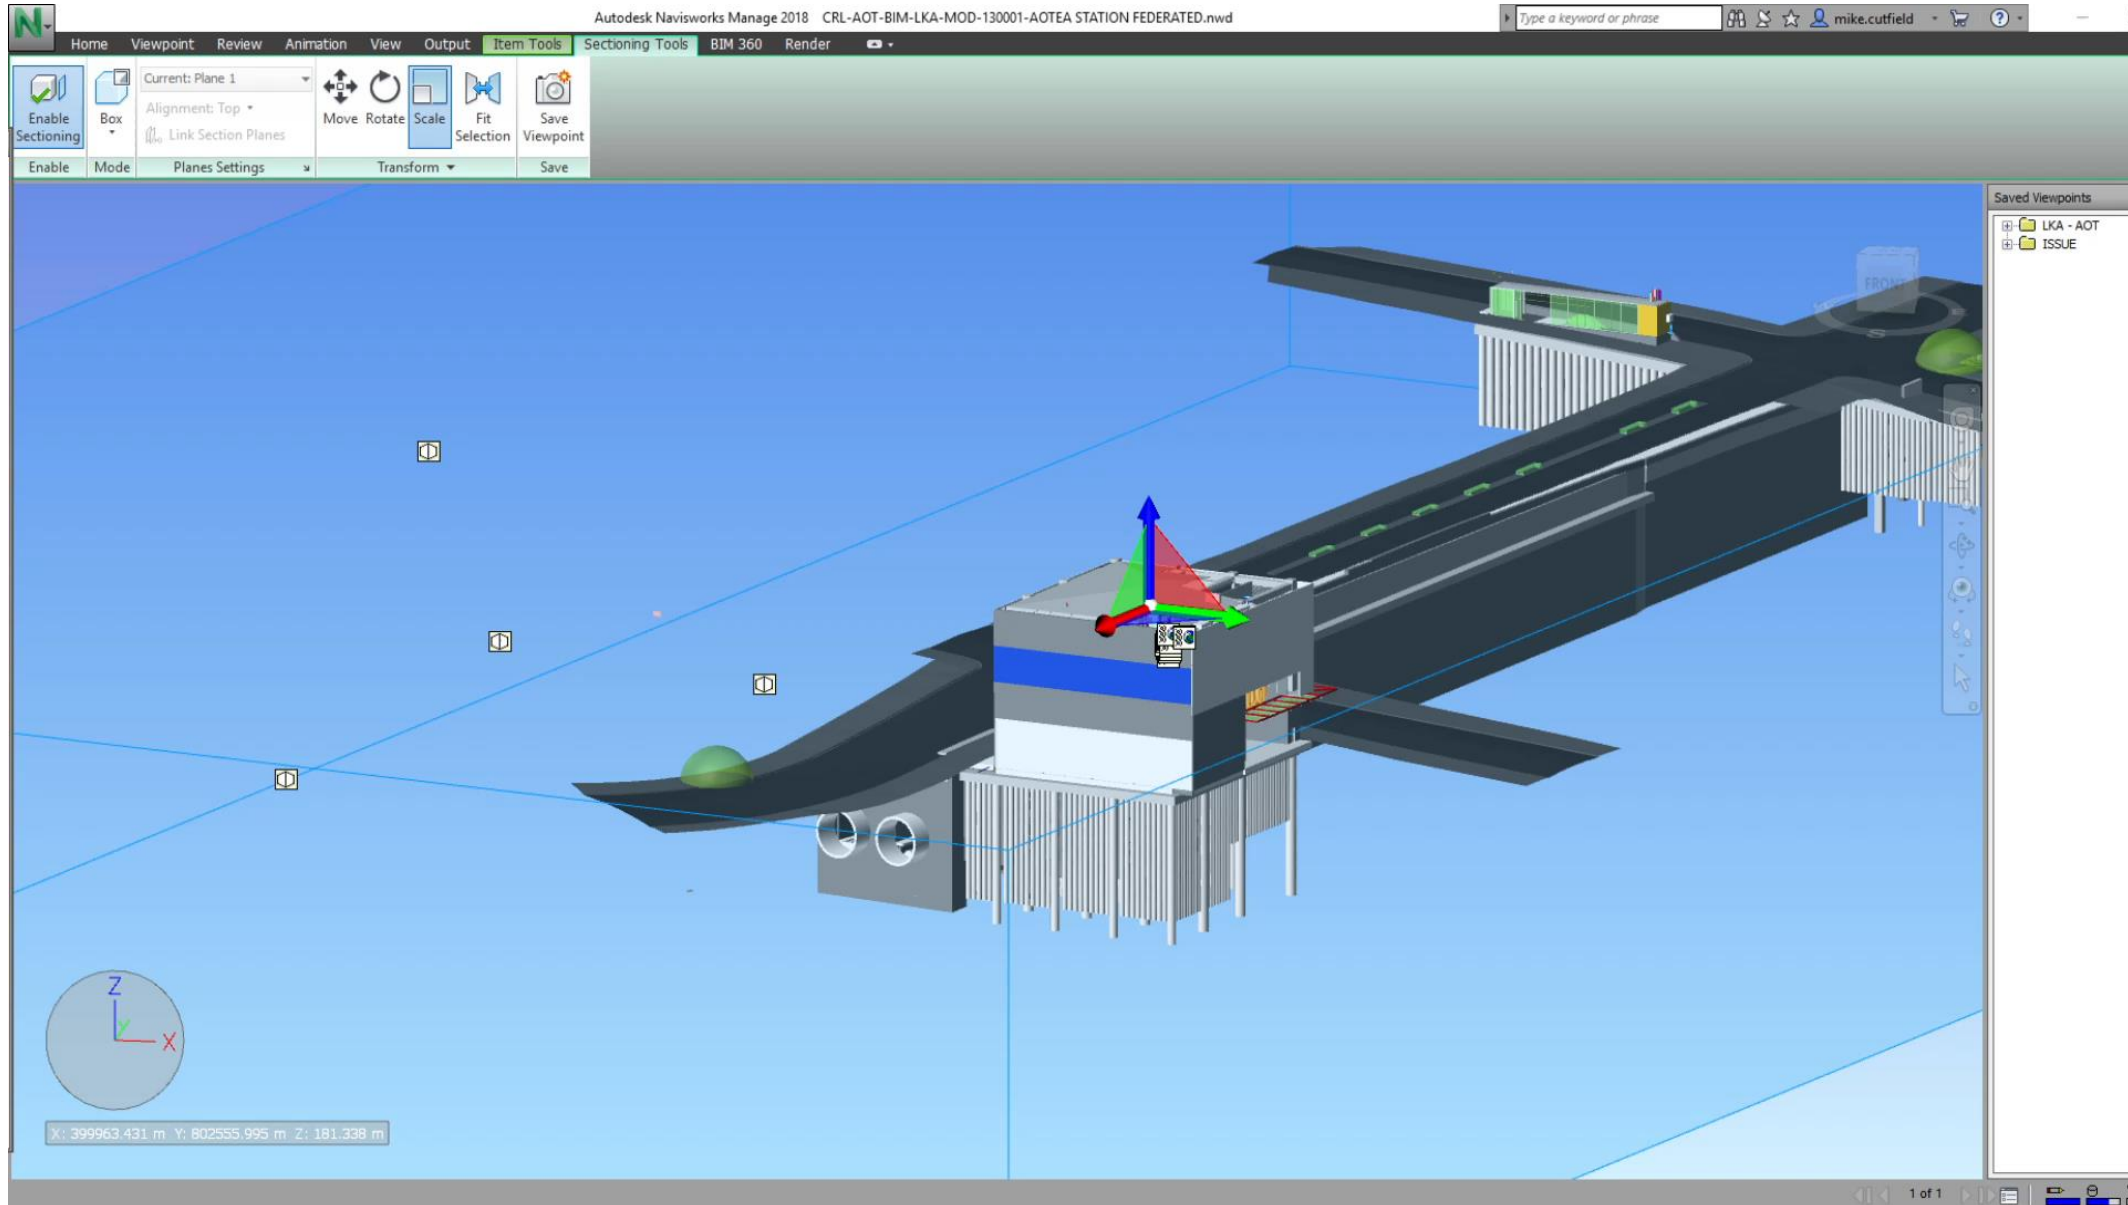 Autodesk Navisworks Manage 2018 CRL-AOT-BIM-LKA-MOD-130001-AOTEA STATION FEDERATED.nwd
Type a keyword or phrase
mike.cutfield
Home Viewpoint Review Animation View Output Item Tools Sectioning Tools BIM 360 Render
Enable Sectioning
Box
Current: Plane 1
Alignment: Top
Link Section Planes
Move Rotate Scale
Fit Selection
Save Viewpoint
Enable Mode Planes Settings Transform Save
Saved Viewpoints
LKA - AOT
ISSUE
FRONT
S
Z
Y
X
X: 399963.431 m Y: 802555.995 m Z: 181.338 m
1 of 1